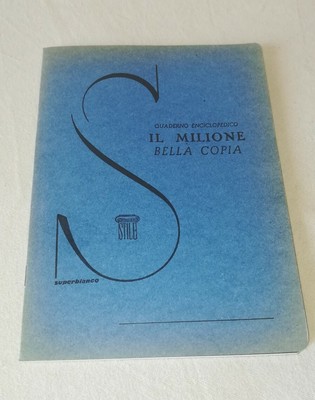 S
QUADERNO ENCICLOPEDICO
IL MILIONE
BELLA COPIA
STILE
superbianco